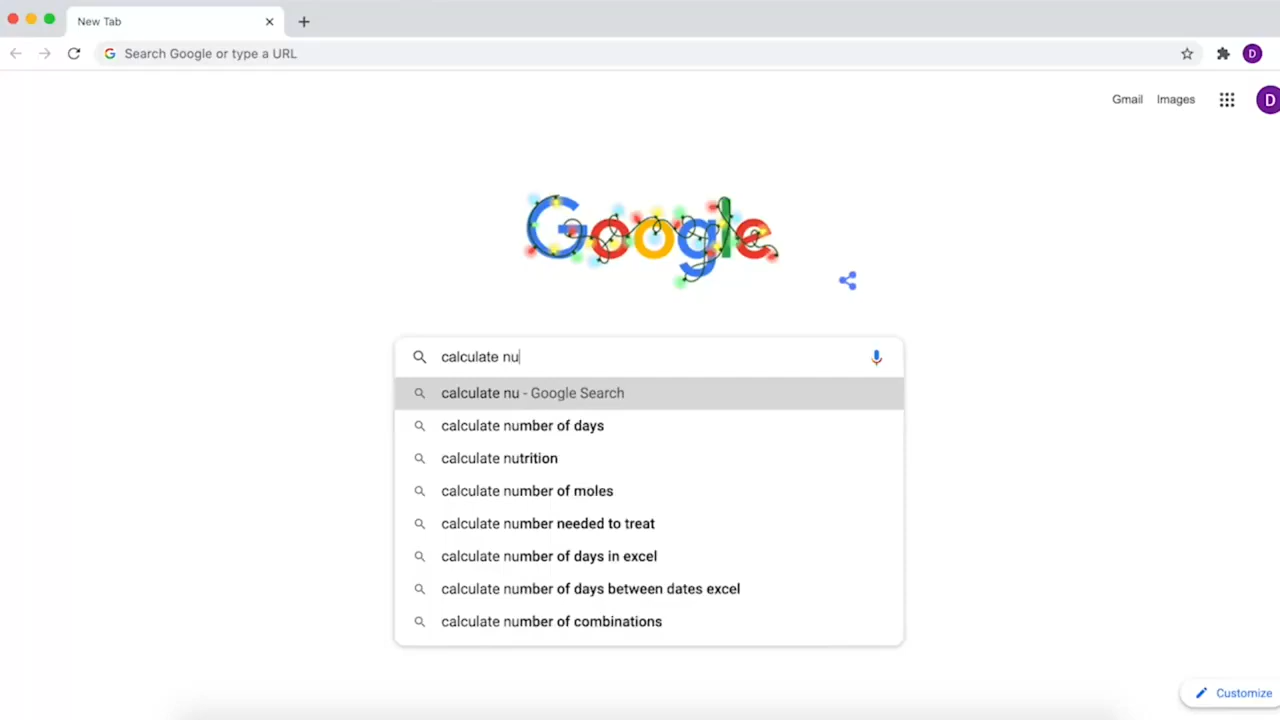 New Tab
Search Google or type a URL
D
Gmail Images
D
Google
calculate nu
calculate nu - Google Search
calculate number of days
calculate nutrition
calculate number of moles
calculate number needed to treat
calculate number of days in excel
calculate number of days between dates excel
calculate number of combinations
Customize